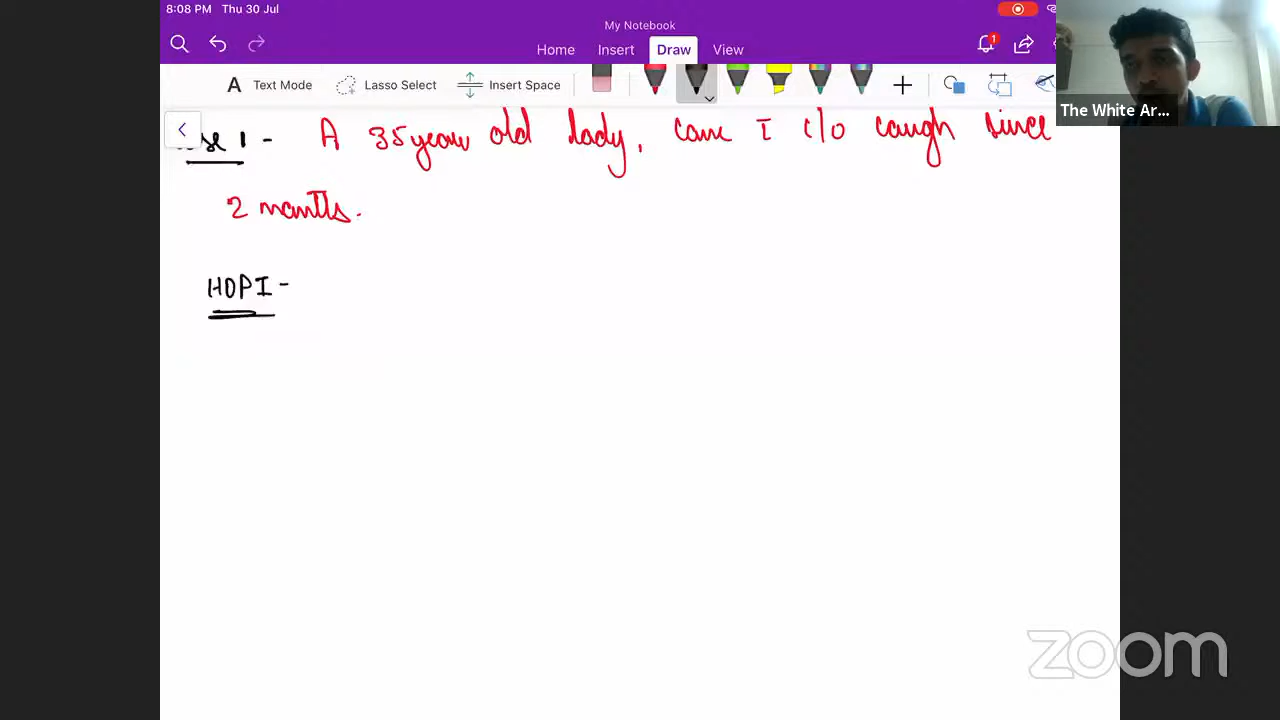 8:08 PM Thu 30 Jul
My Notebook
Home Insert Draw View
1
A Text Mode Lasso Select Insert Space
The White Ar...
1 - A 35 year old lady, came c c/o cough since
2 months.
HOPI -
zoom